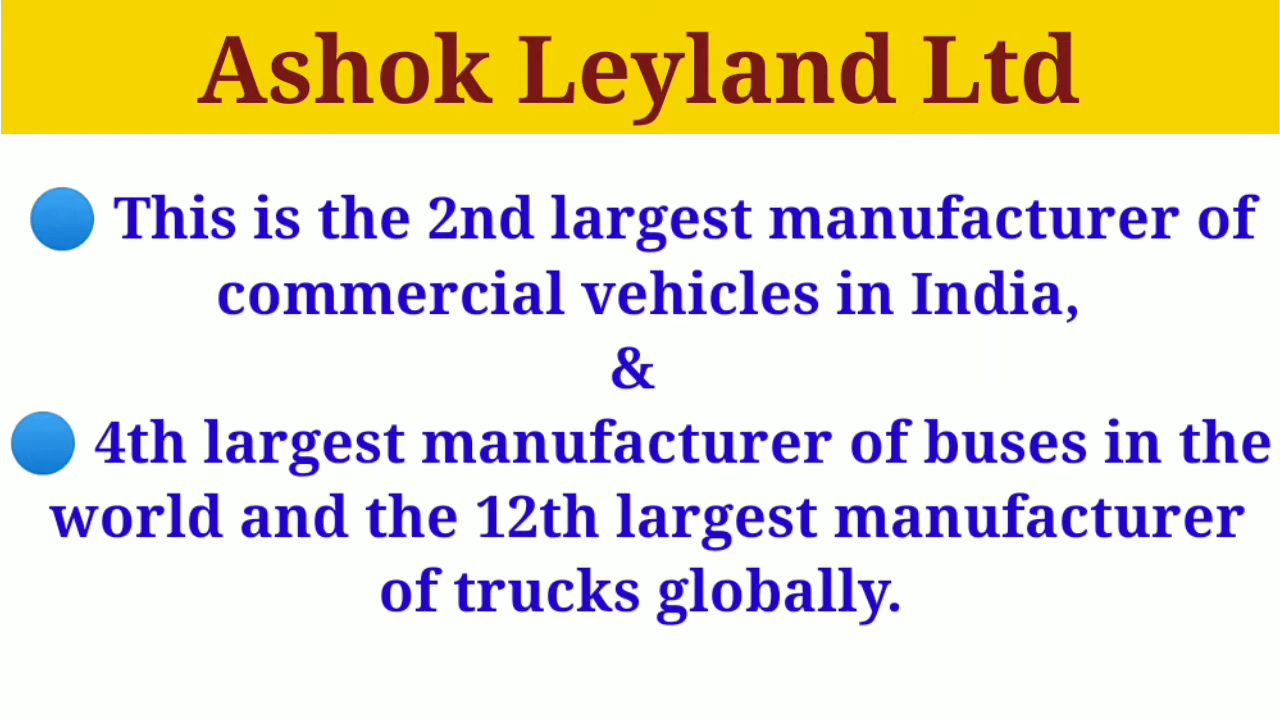 Ashok Leyland Ltd
🔵 This is the 2nd largest manufacturer of
commercial vehicles in India,
&
🔵 4th largest manufacturer of buses in the
world and the 12th largest manufacturer
of trucks globally.